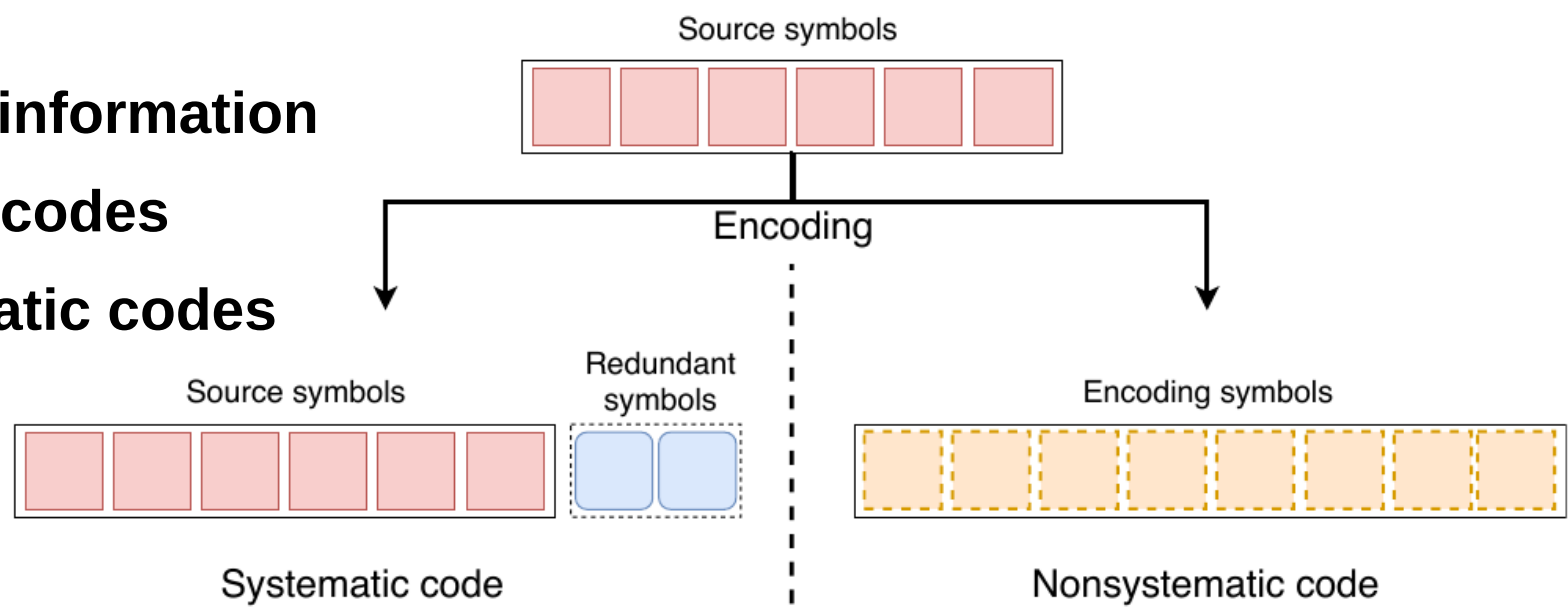 Source symbols
information
codes
atic codes
Encoding
Source symbols
Redundant
symbols
Encoding symbols
Systematic code
Nonsystematic code